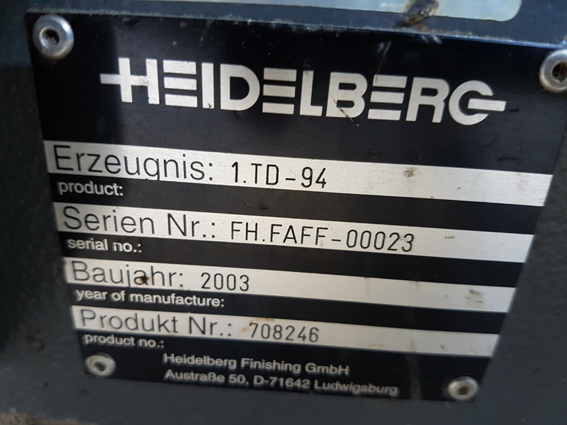 HEIDELBERG
Erzeugnis: 1.TD-94
product:
Serien Nr.: FH.FAFF-00023
serial no.:
Baujahr: 2003
year of manufacture:
Produkt Nr.: 708246
product no.:
Heidelberg Finishing GmbH
Austraße 50, D-71642 Ludwigsburg